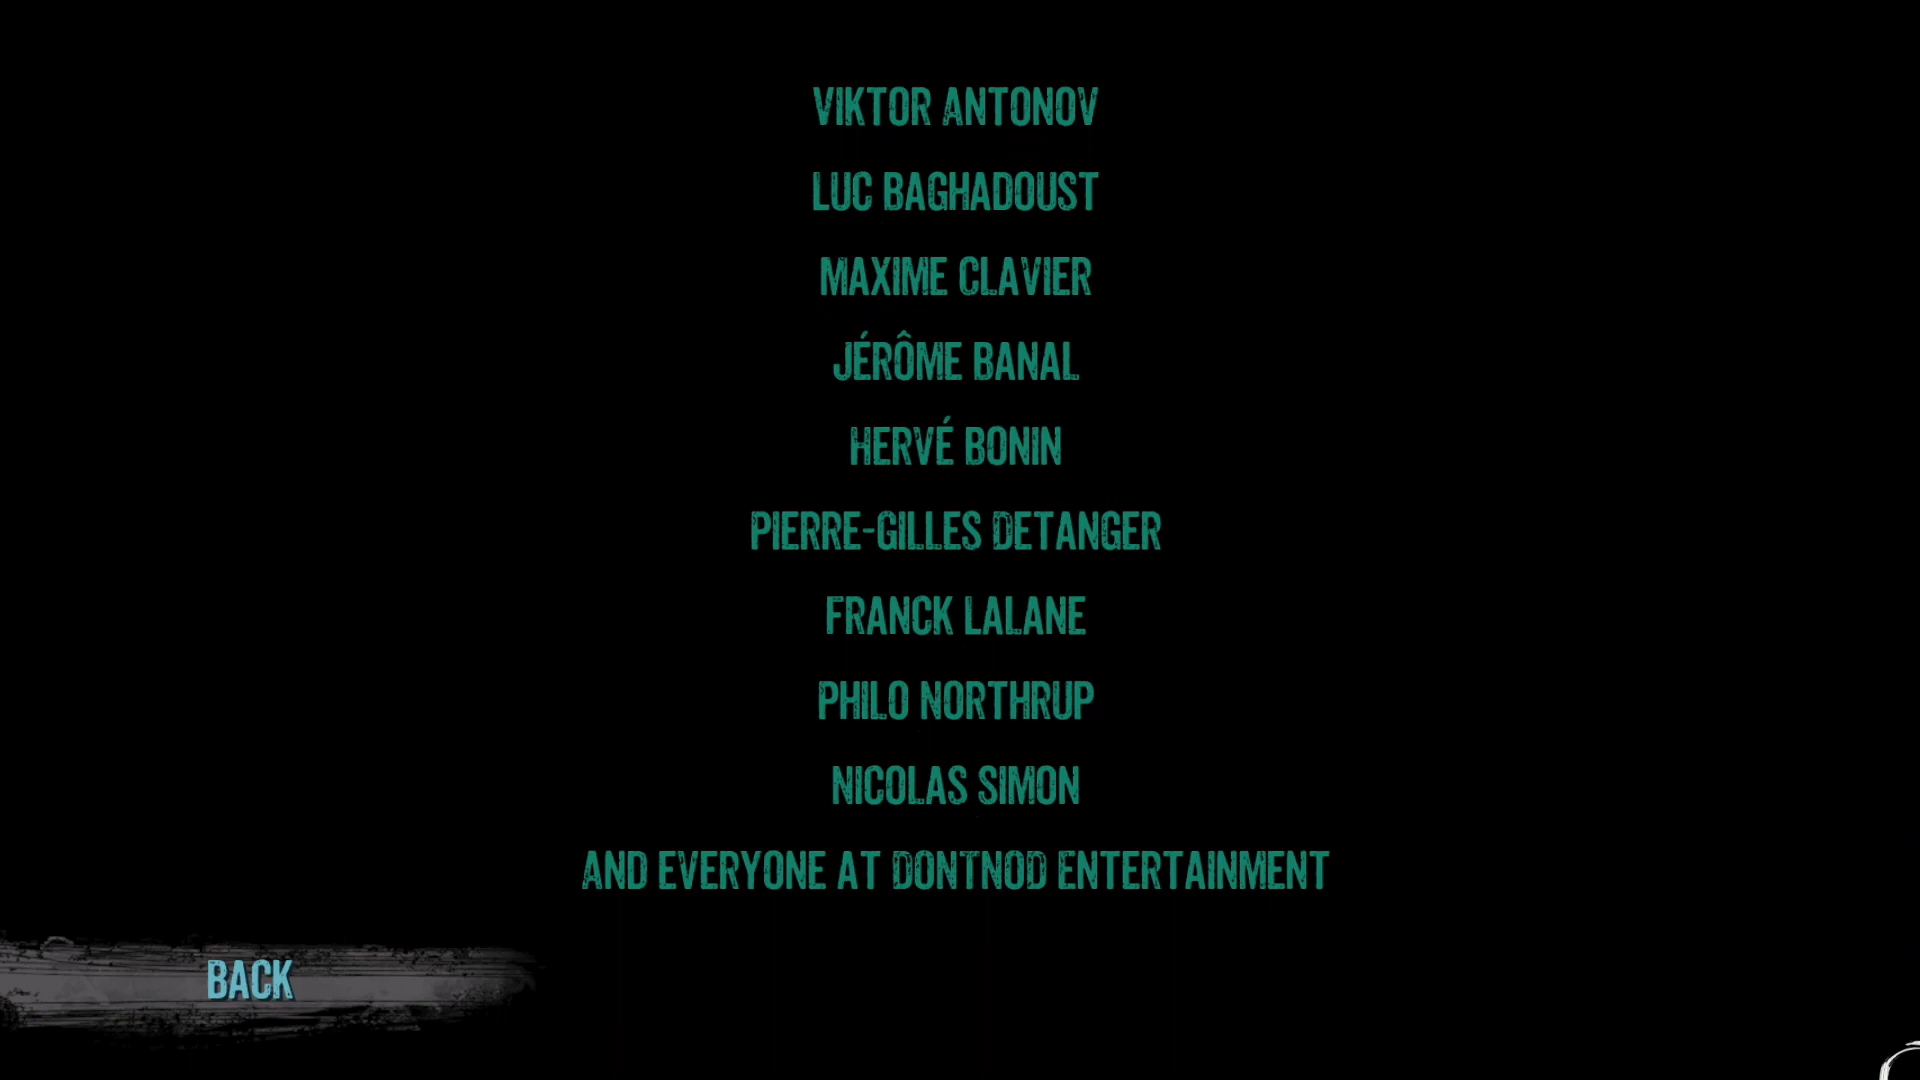 VIKTOR ANTONOV
LUC BAGHADOUST
MAXIME CLAVIER
JÉRÔME BANAL
HERVÉ BONIN
PIERRE-GILLES DETANGER
FRANCK LALANE
PHILO NORTHRUP
NICOLAS SIMON
AND EVERYONE AT DONTNOD ENTERTAINMENT
BACK